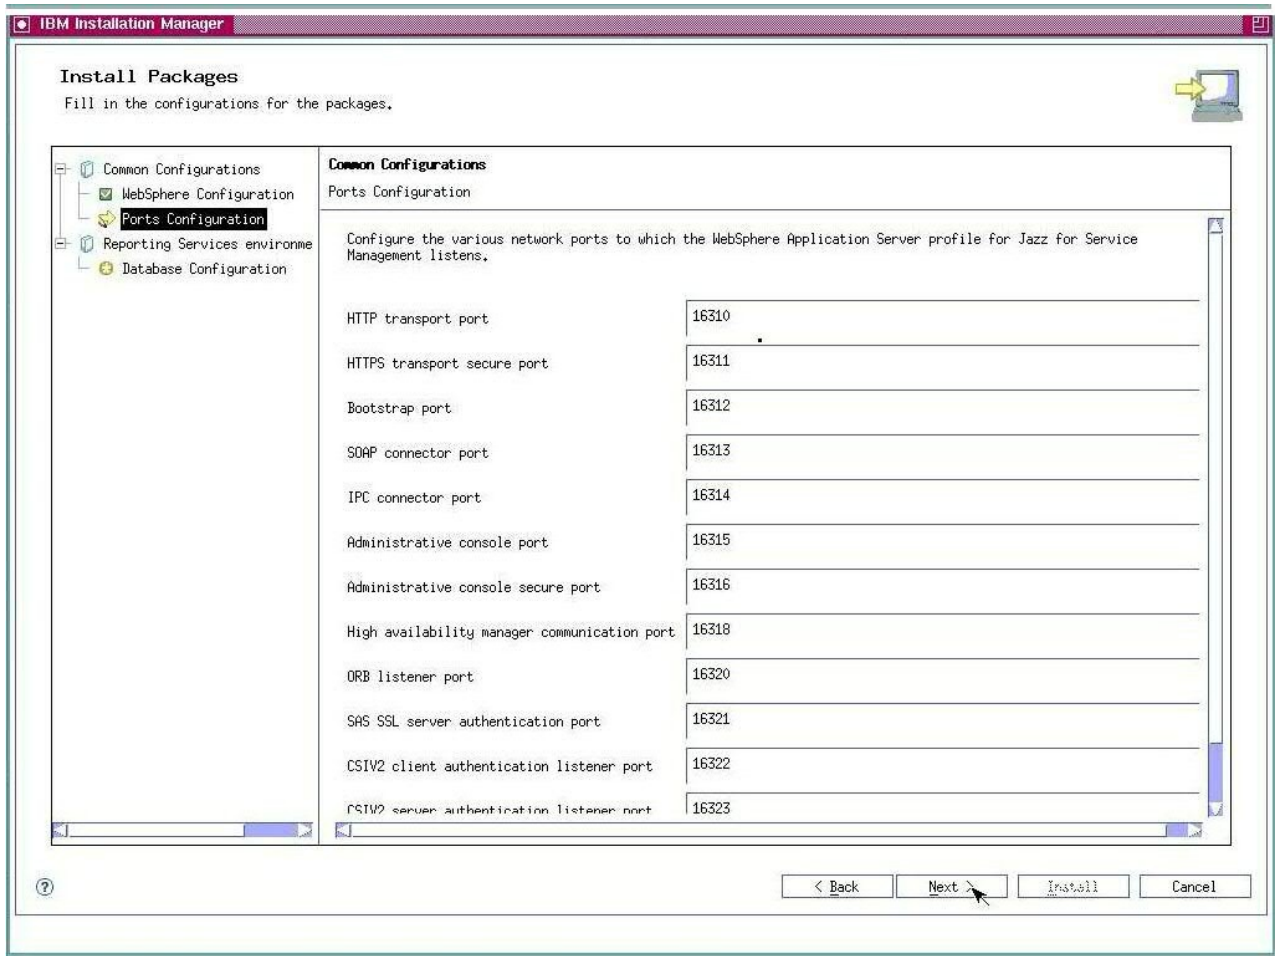 IBM Installation Manager
Install Packages
Fill in the configurations for the packages.
Common Configurations
WebSphere Configuration
Ports Configuration
Reporting Services environme
Database Configuration
Common Configurations
Ports Configuration
Configure the various network ports to which the WebSphere Application Server profile for Jazz for Service
Management listens.
HTTP transport port 16310
HTTPS transport secure port 16311
Bootstrap port 16312
SOAP connector port 16313
IPC connector port 16314
Administrative console port 16315
Administrative console secure port 16316
High availability manager communication port 16318
ORB listener port 16320
SAS SSL server authentication port 16321
CSIV2 client authentication listener port 16322
CSIV2 server authentication listener port 16323
?
< Back Next > Install Cancel